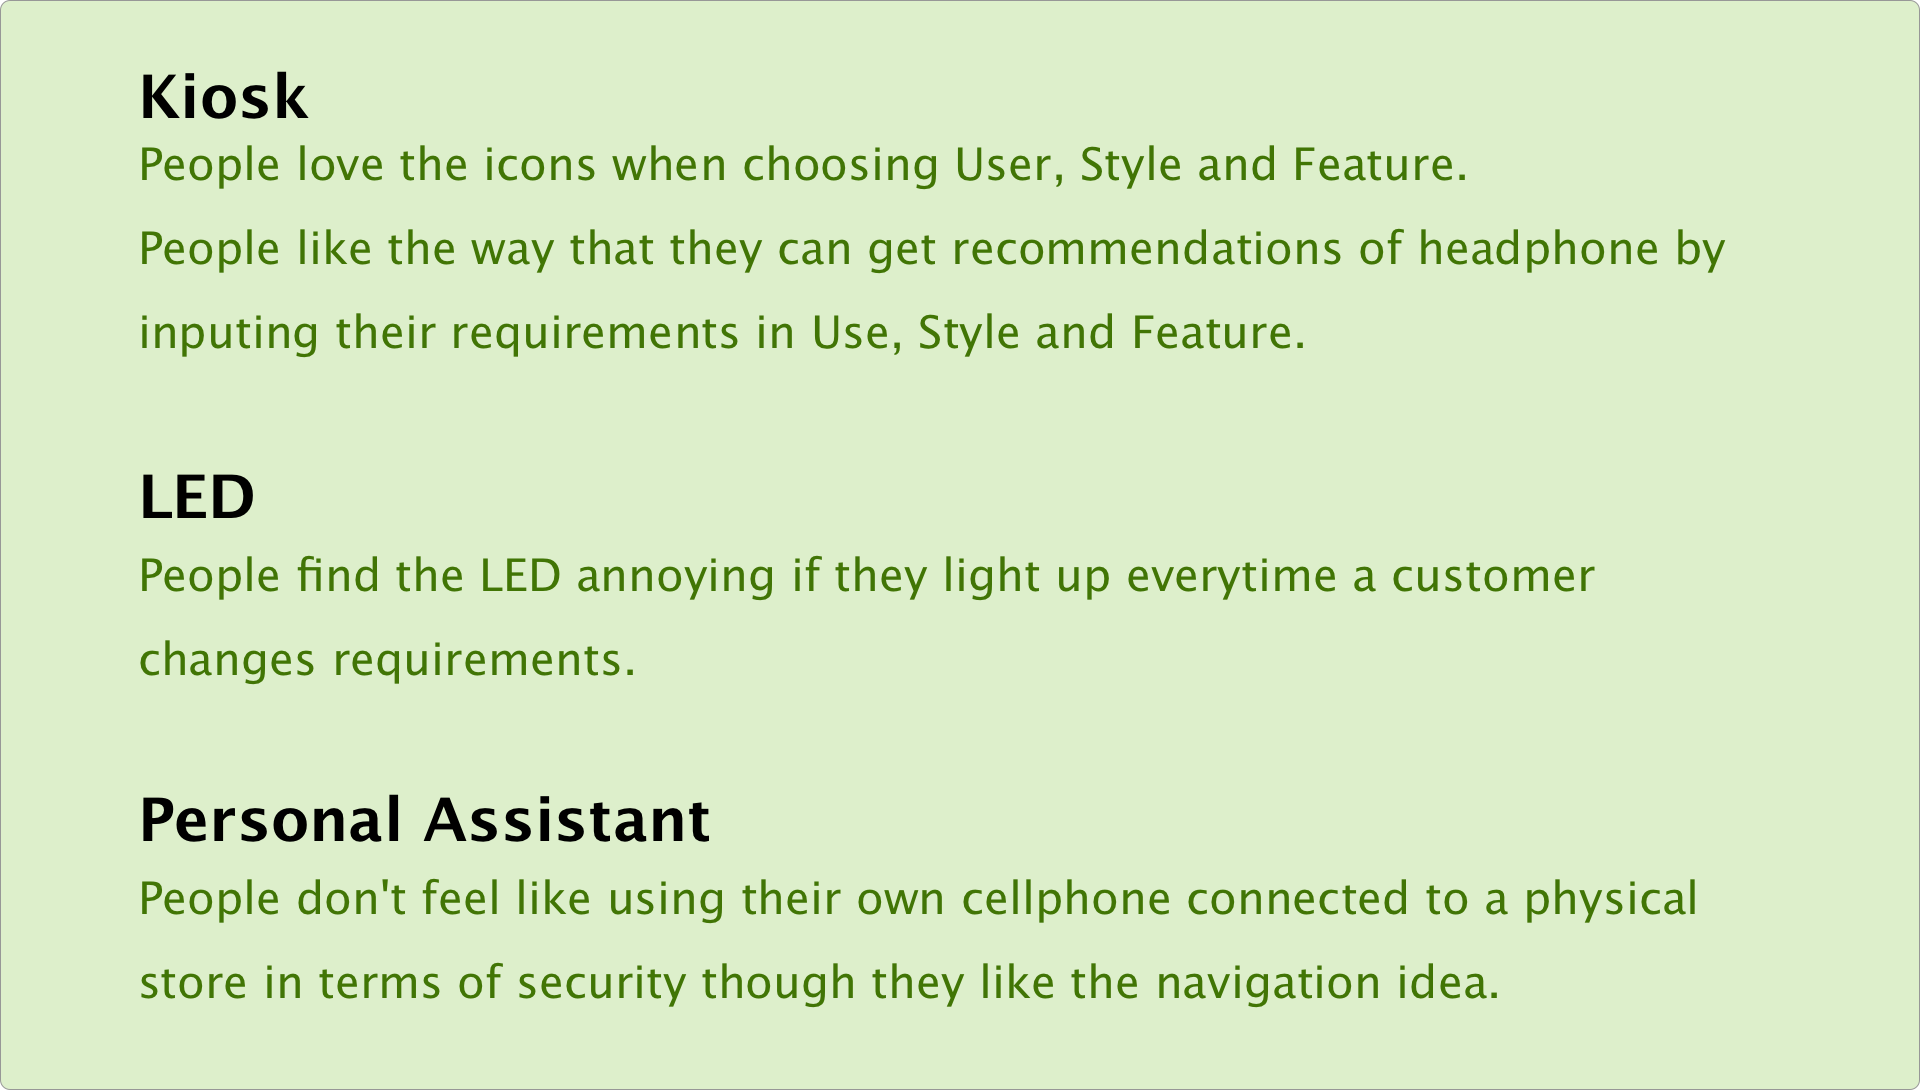 Kiosk
People love the icons when choosing User, Style and Feature.
People like the way that they can get recommendations of headphone by
inputing their requirements in Use, Style and Feature.
LED
People find the LED annoying if they light up everytime a customer
changes requirements.
Personal Assistant
People don't feel like using their own cellphone connected to a physical
store in terms of security though they like the navigation idea.